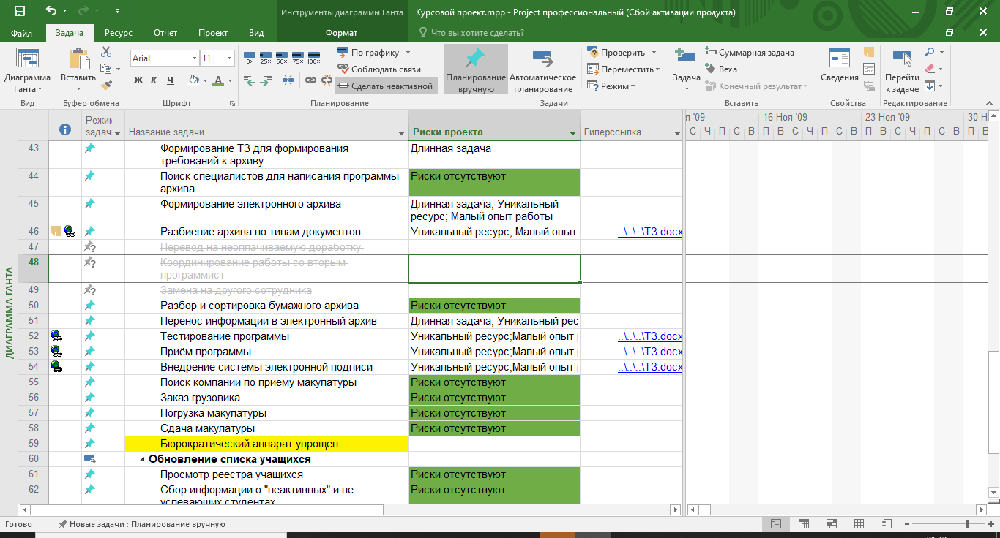 Инструменты диаграммы Ганта
Курсовой проект.mpp - Project профессиональный (Сбой активации продукта)
Файл Задача Ресурс Отчет Проект Вид Формат Что вы хотите сделать?
Диаграмма Ганта
Вид
Вставить
Буфер обмена
Arial 11
Ж К Ч А
Шрифт
0% 25% 50% 75% 100%
По графику
Соблюдать связи
Сделать неактивной
Планирование
Планирование вручную
Автоматическое планирование
Проверить
Переместить
Режим
Задачи
Задача
Суммарная задача
Веха
Конечный результат
Вставить
Сведения
Свойства
Перейти к задаче
Редактирование
ДИАГРАММА ГАНТА
Режим задачи Название задачи Риски проекта Гиперссылка
я '09 16 Ноя '09 23 Ноя '09 30 Н
С Ч П С В П В С Ч П С В П В С Ч П С В П В
43 Формирование ТЗ для формирования Длинная задача
требований к архиву
44 Поиск специалистов для написания программы Риски отсутствуют
архива
45 Формирование электронного архива Длинная задача; Уникальный
ресурс; Малый опыт работы
46 Разбиение архива по типам документов Уникальный ресурс; Малый опыт ..\..\..\ТЗ.docx
47 ? Перевод на неоплачиваемую доработку.
48 ? Координирование работы со вторым
программист
49 ? Замена на другого сотрудника
50 Разбор и сортировка бумажного архива Риски отсутствуют
51 Перенос информации в электронный архив Длинная задача; Уникальный рес
52 Тестирование программы Уникальный ресурс;Малый опыт р ..\..\..\ТЗ.docx
53 Приём программы Уникальный ресурс;Малый опыт р ..\..\..\ТЗ.docx
54 Внедрение системы электронной подписи Уникальный ресурс;Малый опыт р ..\..\..\ТЗ.docx
55 Поиск компании по приему макулатуры Риски отсутствуют
56 Заказ грузовика Риски отсутствуют
57 Погрузка макулатуры Риски отсутствуют
58 Сдача макулатуры Риски отсутствуют
59 Бюрократический аппарат упрощен
60 Обновление списка учащихся
61 Просмотр реестра учащихся Риски отсутствуют
62 Сбор информации о "неактивных" и не Риски отсутствуют
успевающих студентах
Готово Новые задачи : Планирование вручную